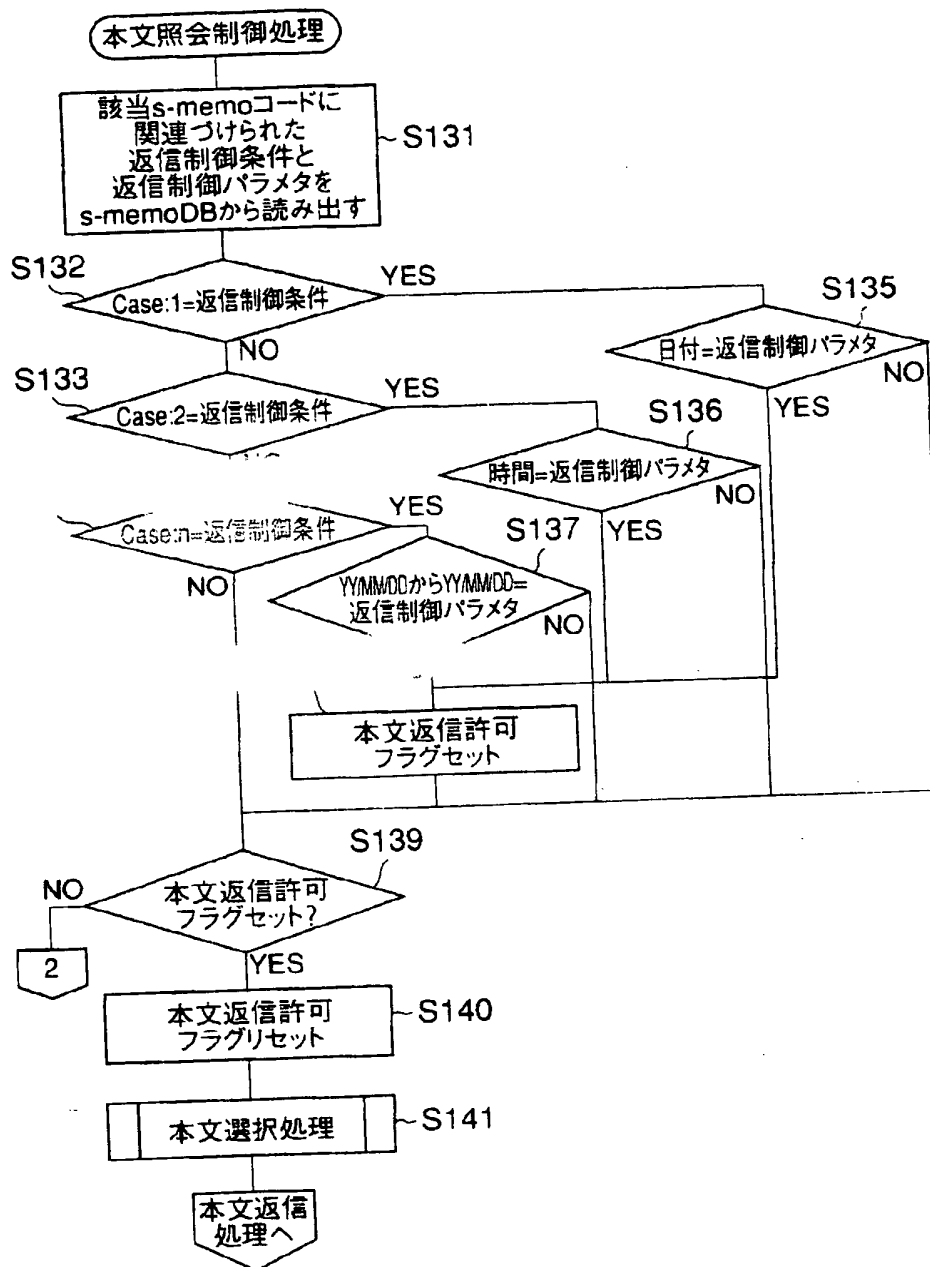 本文照会制御処理
該当s-memoコードに
関連づけられた
返信制御条件と
返信制御パラメタを
s-memoDBから読み出す
S131
S132
Case:1=返信制御条件
YES
NO
S135
日付=返信制御パラメタ
NO
YES
S133
Case:2=返信制御条件
YES
S136
時間=返信制御パラメタ
NO
YES
Case:n=返信制御条件
YES
NO
S137
YY/MM/DDからYY/MM/DD=
返信制御パラメタ
NO
本文返信許可
フラグセット
S139
本文返信許可
フラグセット?
NO
2
YES
本文返信許可
フラグリセット
S140
本文選択処理
S141
本文返信
処理へ